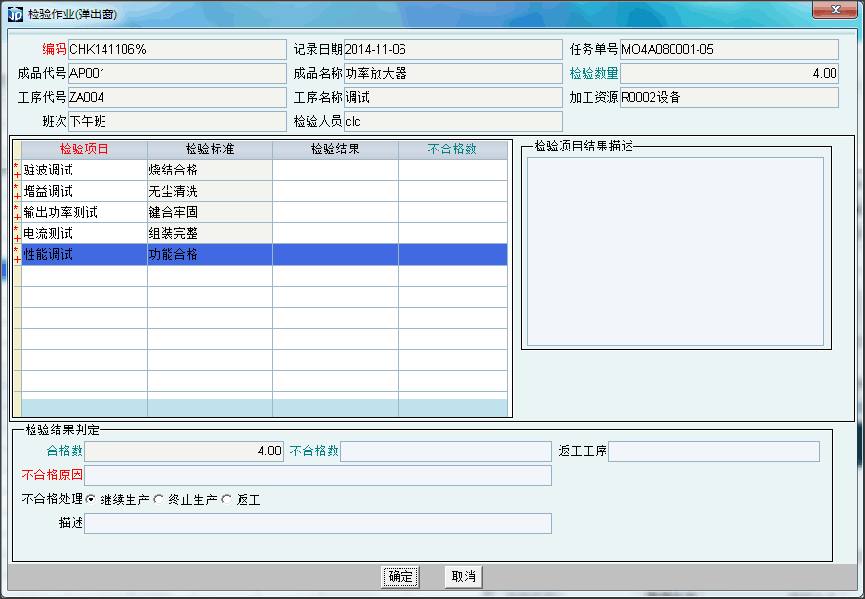 检验作业(弹出窗)
编码 CHK141106% 记录日期 2014-11-06 任务单号 MO4A080001-05
成品代号 AP001 成品名称 功率放大器 检验数量 4.00
工序代号 ZA004 工序名称 调试 加工资源 R0002设备
班次 下午班 检验人员 clc
检验项目 检验标准 检验结果 不合格数
驻波调试 烧结合格
增益调试 无尘清洗
输出功率测试 键合牢固
电流测试 组装完整
性能调试 功能合格
检验项目结果描述
检验结果判定
合格数 4.00 不合格数 返工工序
不合格原因
不合格处理 继续生产 终止生产 返工
描述
确定 取消